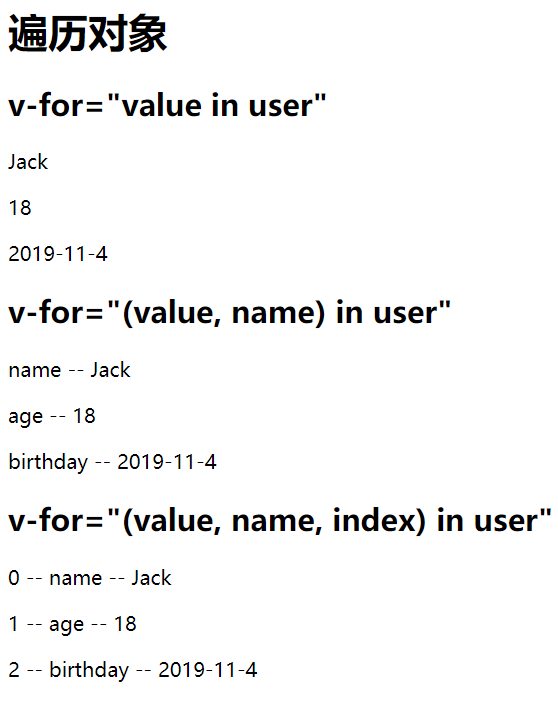 遍历对象
v-for="value in user"
Jack
18
2019-11-4
v-for="(value, name) in user"
name -- Jack
age -- 18
birthday -- 2019-11-4
v-for="(value, name, index) in user"
0 -- name -- Jack
1 -- age -- 18
2 -- birthday -- 2019-11-4